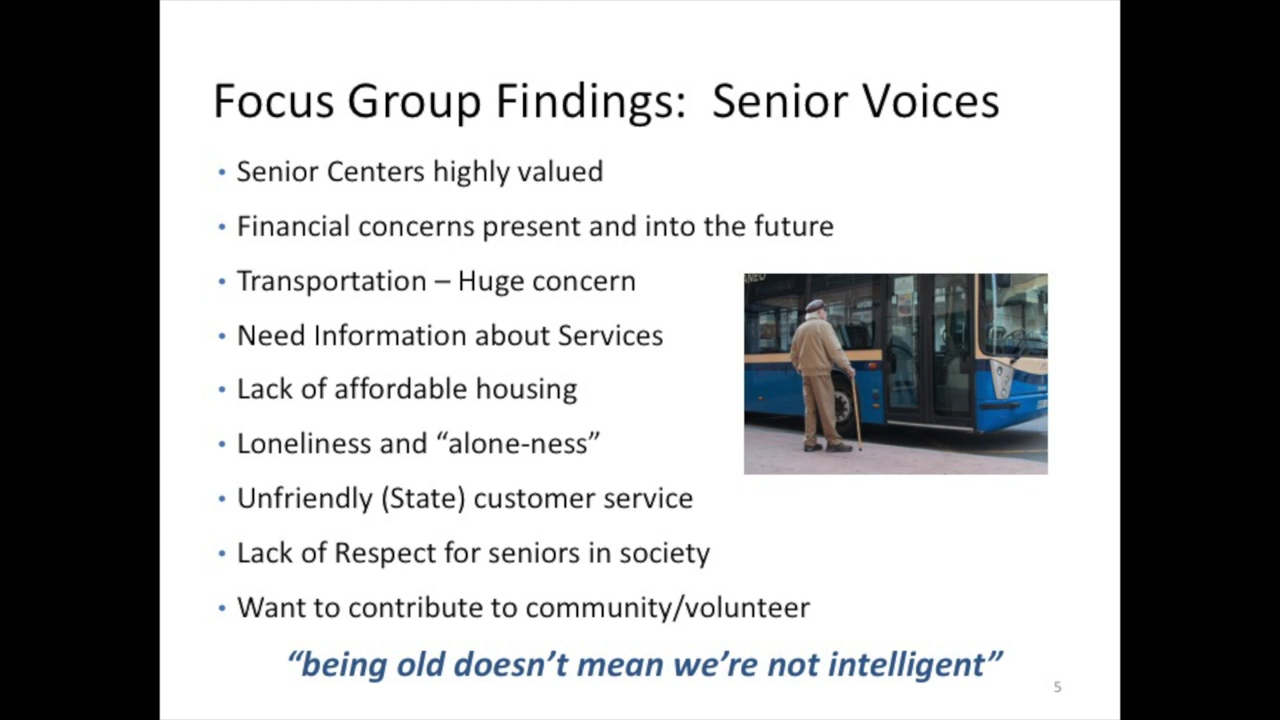 Focus Group Findings:  Senior Voices
• Senior Centers highly valued
• Financial concerns present and into the future
• Transportation – Huge concern
• Need Information about Services
• Lack of affordable housing
• Loneliness and “alone-ness”
• Unfriendly (State) customer service
• Lack of Respect for seniors in society
• Want to contribute to community/volunteer
“being old doesn’t mean we’re not intelligent”
5